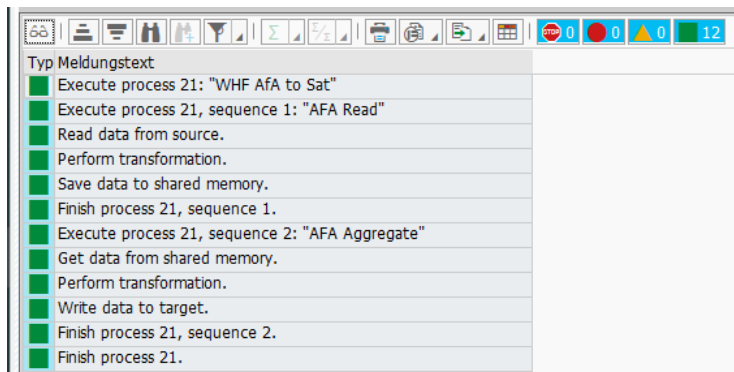 STOP 0 0 0 12
Typ Meldungstext
Execute process 21: "WHF AfA to Sat"
Execute process 21, sequence 1: "AFA Read"
Read data from source.
Perform transformation.
Save data to shared memory.
Finish process 21, sequence 1.
Execute process 21, sequence 2: "AFA Aggregate"
Get data from shared memory.
Perform transformation.
Write data to target.
Finish process 21, sequence 2.
Finish process 21.